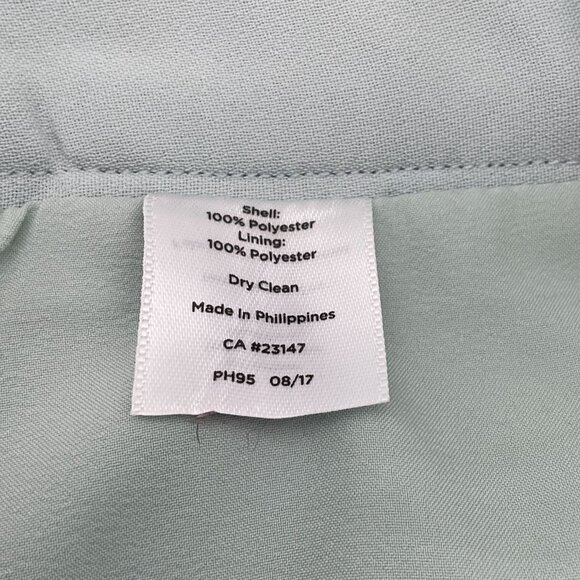 Shell:
100% Polyester
Lining:
100% Polyester
Dry Clean
Made In Philippines
CA #23147
PH95 08/17